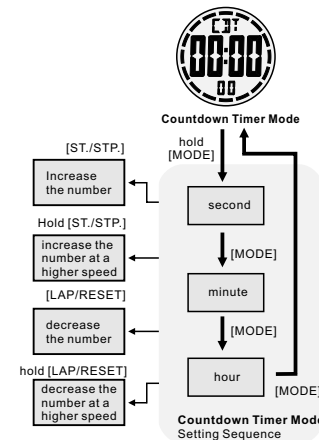 CDT
00:00
00
Countdown Timer Mode
hold
[MODE]
[ST./STP.]
Increase
the number
second
Hold [ST./STP.]
increase the
number at a
higher speed
[MODE]
minute
[LAP/RESET]
decrease
the number
[MODE]
hold [LAP/RESET]
decrease the
number at a
higher speed
hour
[MODE]
Countdown Timer Mode
Setting Sequence